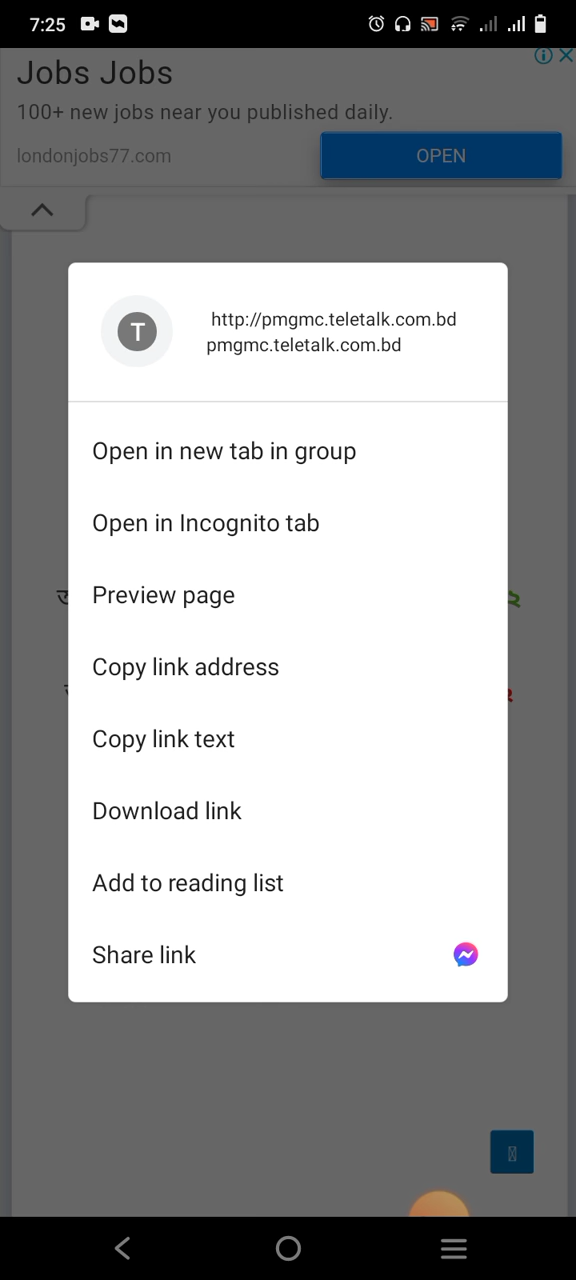 7:25
Jobs Jobs
100+ new jobs near you published daily.
londonjobs77.com
OPEN
T
http://pmgmc.teletalk.com.bd
pmgmc.teletalk.com.bd
Open in new tab in group
Open in Incognito tab
Preview page
Copy link address
Copy link text
Download link
Add to reading list
Share link